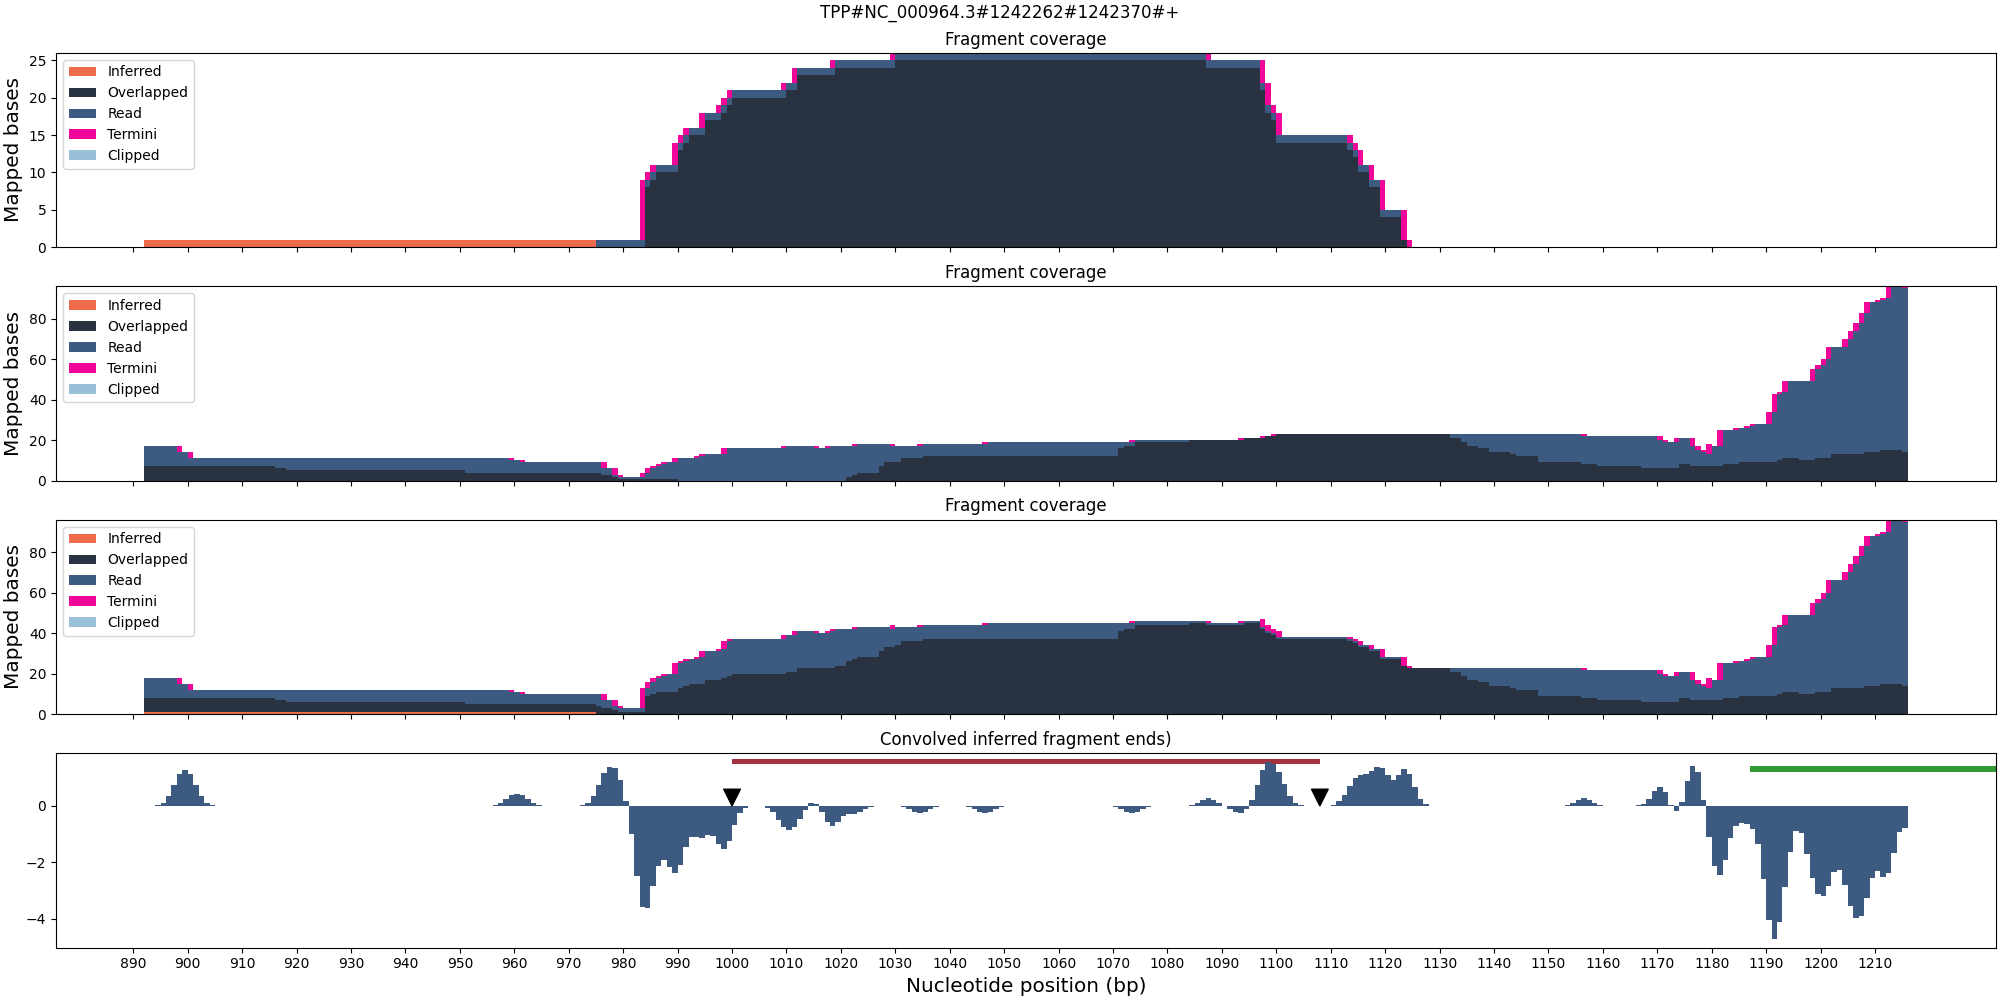 TPP#NC_000964.3#1242262#1242370#+
Fragment coverage
Mapped bases
25
20
15
10
5
0
Inferred
Overlapped
Read
Termini
Clipped
Fragment coverage
Mapped bases
80
60
40
20
0
Inferred
Overlapped
Read
Termini
Clipped
Fragment coverage
Mapped bases
80
60
40
20
0
Inferred
Overlapped
Read
Termini
Clipped
Convolved inferred fragment ends)
0
−2
−4
890 900 910 920 930 940 950 960 970 980 990 1000 1010 1020 1030 1040 1050 1060 1070 1080 1090 1100 1110 1120 1130 1140 1150 1160 1170 1180 1190 1200 1210
Nucleotide position (bp)